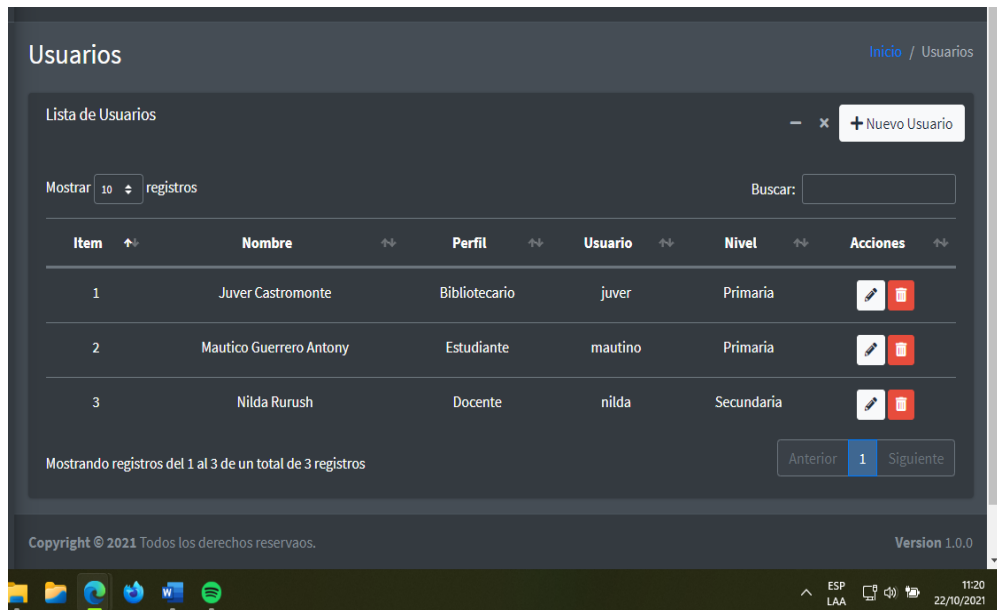 Usuarios
Inicio / Usuarios
Lista de Usuarios
Nuevo Usuario
Mostrar 10 registros
Buscar:
Item Nombre Perfil Usuario Nivel Acciones
1 Juver Castromonte Bibliotecario juver Primaria
2 Mautico Guerrero Antony Estudiante mautino Primaria
3 Nilda Rurush Docente nilda Secundaria
Mostrando registros del 1 al 3 de un total de 3 registros
Anterior 1 Siguiente
Copyright © 2021 Todos los derechos reservaos.
Version 1.0.0
W
ESP
LAA
11:20
22/10/2021